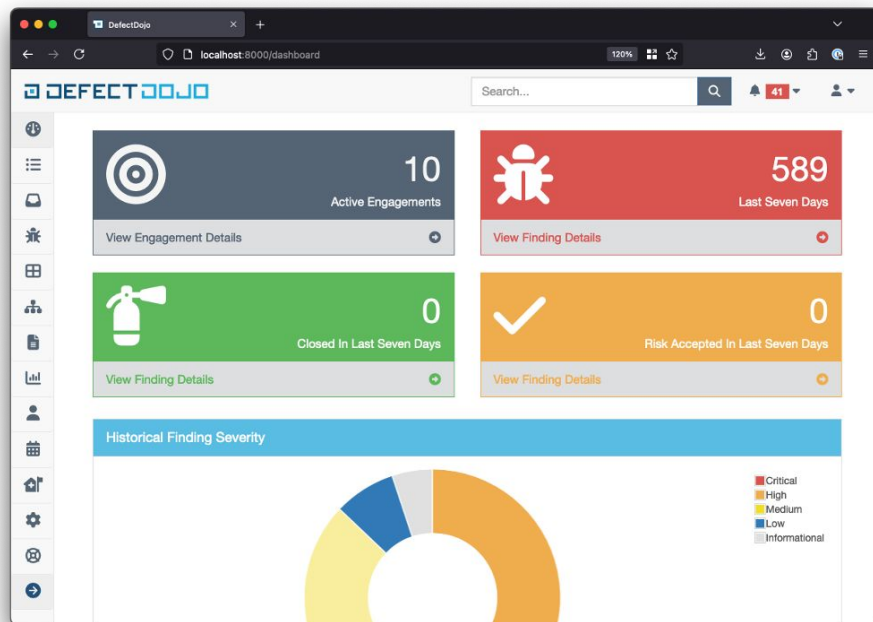 DefectDojo
localhost:8000/dashboard
120%
DEFECTDOJO
Search...
41
10
Active Engagements
View Engagement Details
589
Last Seven Days
View Finding Details
0
Closed In Last Seven Days
View Finding Details
0
Risk Accepted In Last Seven Days
View Finding Details
Historical Finding Severity
Critical
High
Medium
Low
Informational